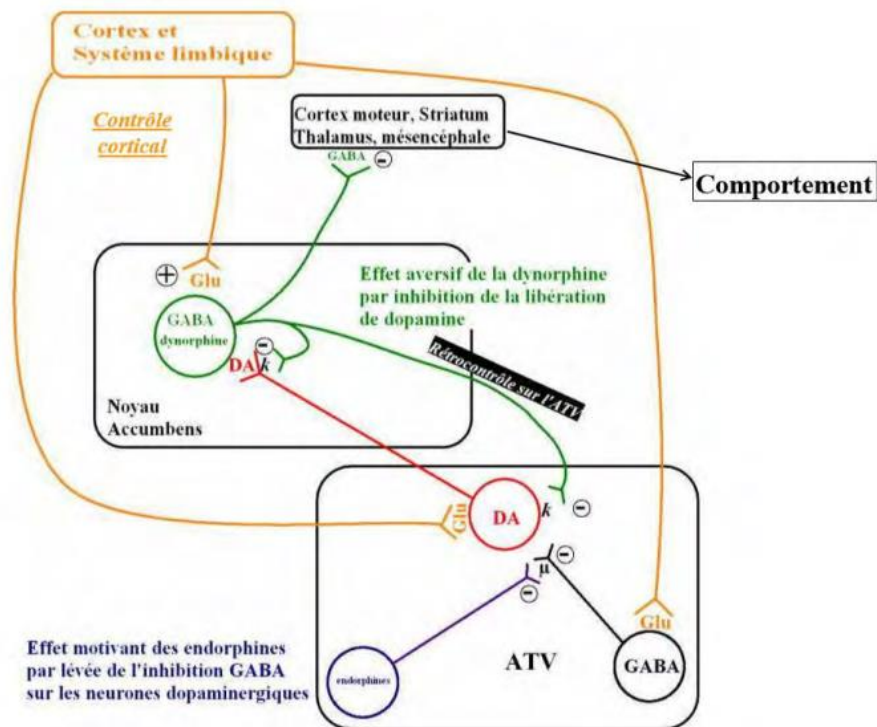 Cortex et
Système limbique
Contrôle
cortical
Cortex moteur, Striatum
Thalamus, mésencéphale
GABA
-
Comportement
+
Glu
Effet aversif de la dynorphine
par inhibition de la libération
de dopamine
GABA
dynorphine
-
DA
k
Rétrocontrôle sur l'ATV
Noyau
Accumbens
Glu
DA
k
-
-
µ
-
Glu
Effet motivant des endorphines
par lévée de l'inhibition GABA
sur les neurones dopaminergiques
endorphines
ATV
GABA